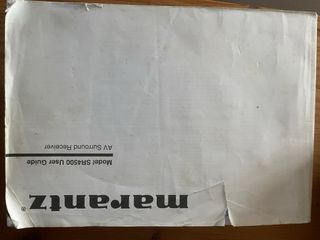 marantz®
Model SR4500 User Guide
AV Surround Receiver